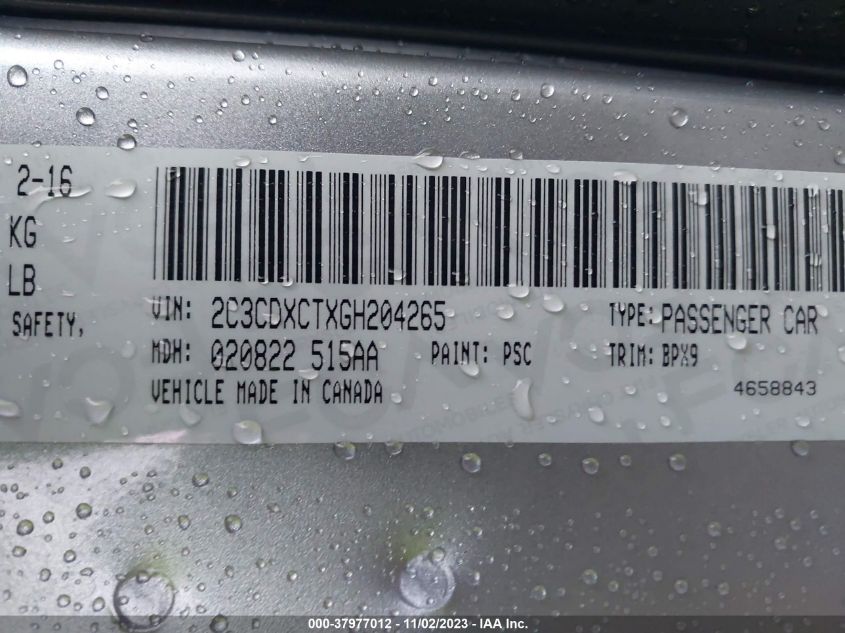 2-16
KG
LB
SAFETY,
VIN: 2C3CDXCTXGH204265 TYPE: PASSENGER CAR
MDH: 020822 515AA PAINT: PSC TRIM: BPX9
VEHICLE MADE IN CANADA 4658843
000-37977012 - 11/02/2023 - IAA Inc.